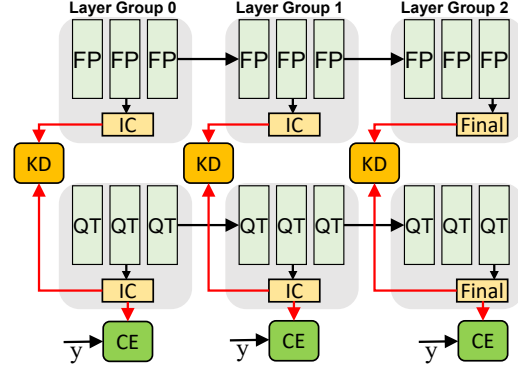 Layer Group 0 Layer Group 1 Layer Group 2
FP FP FP FP FP FP FP FP FP
IC IC Final
KD KD KD
QT QT QT QT QT QT QT QT QT
IC IC Final
y CE y CE y CE